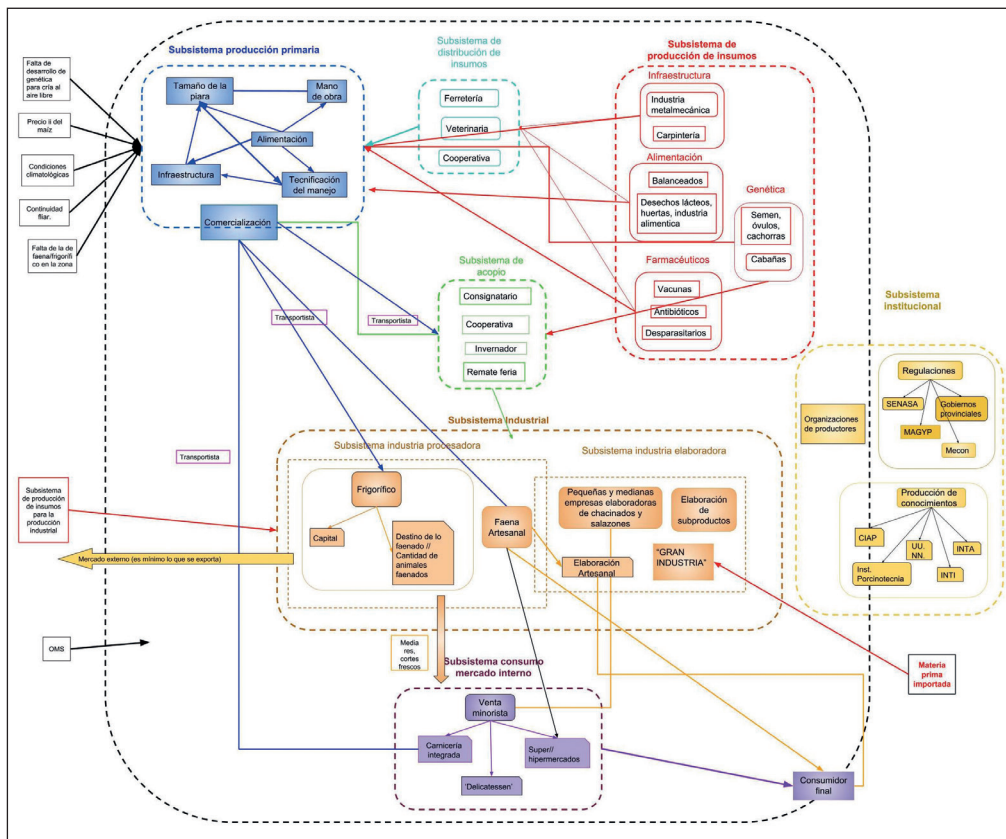 Subsistema producción primaria
Tamaño de la
piara
Mano
de obra
Alimentación
Infraestructura
Tecnificación
del manejo
Comercialización
Falta de
desarrollo de
genética
para cría al
aire libre
Precio ii del
maíz
Condiciones
climatológicas
Continuidad
fliar.
Falta de la de
faena/frigorífi
co en la zona
Subsistema
de distribución de
insumos
Ferretería
Veterinaria
Cooperativa
Subsistema de
producción de insumos
Infraestructura
Industria
metalmecánica
Carpintería
Alimentación
Balanceados
Desechos lácteos,
huertas, industria
alimentica
Genética
Semen,
óvulos,
cachorras
Cabañas
Farmacéuticos
Vacunas
Antibióticos
Desparasitarios
Subsistema
de acopio
Consignatario
Cooperativa
Invernador
Remate feria
Transportista
Transportista
Transportista
Subsistema
institucional
Organizaciones
de productores
Regulaciones
SENASA
Gobiernos
provinciales
MAGYP
Mecon
Producción de
conocimientos
CIAP
UU.
NN.
INTA
Inst.
Porcinotecnia
INTI
Subsistema Industrial
Subsistema industria procesadora
Frigorífico
Capital
Destino de lo
faenado //
Cantidad de
animales
faenados
Faena
Artesanal
Subsistema industria elaboradora
Pequeñas y medianas
empresas elaboradoras
de chacinados y
salazones
Elaboración de
subproductos
Elaboración
Artesanal
"GRAN
INDUSTRIA"
Subsistema
de producción
de insumos
para la
producción
industrial
Mercado externo (es mínimo lo que se exporta)
OMS
Media
res,
cortes
frescos
Subsistema consumo
mercado interno
Venta
minorista
Carnicería
integrada
Super//
hipermercados
'Delicatessen'
Consumidor
final
Materia
prima
importada